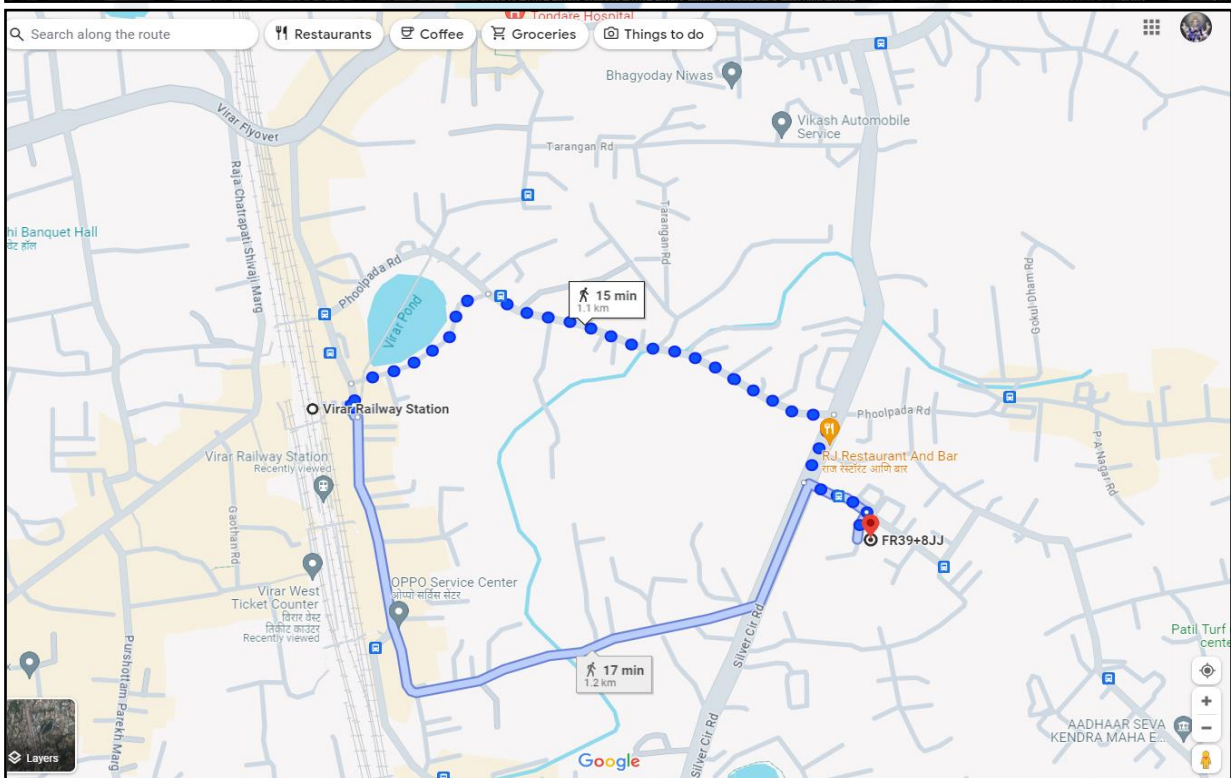 Tondare Hospital
Search along the route
Restaurants
Coffee
Groceries
Things to do
Bhagyoday Niwas
Vikash Automobile
Service
Virar Flyover
Tarangan Rd
Raja Chatrapati Shivaji Marg
Tarangan Rd
hi Banquet Hall
Phoolpada Rd
Gokul Dham Rd
Virar Pond
15 min
1.1 km
Virar Railway Station
Phoolpada Rd
RJ Restaurant And Bar
राज रेस्टॉरंट आणि बार
P A Nagar Rd
Virar Railway Station
Recently viewed
Gaothan Rd
FR39+8JJ
OPPO Service Center
ओप्पो सर्विस सेंटर
Virar West
Ticket Counter
विरार वेस्ट
तिकीट काउंटर
Recently viewed
Silver Cir Rd
Patil Turf
cente
Purshottam Parekh Marg
17 min
1.2 km
Silver Cir Rd
AADHAAR SEVA
KENDRA MAHA E...
Layers
Google